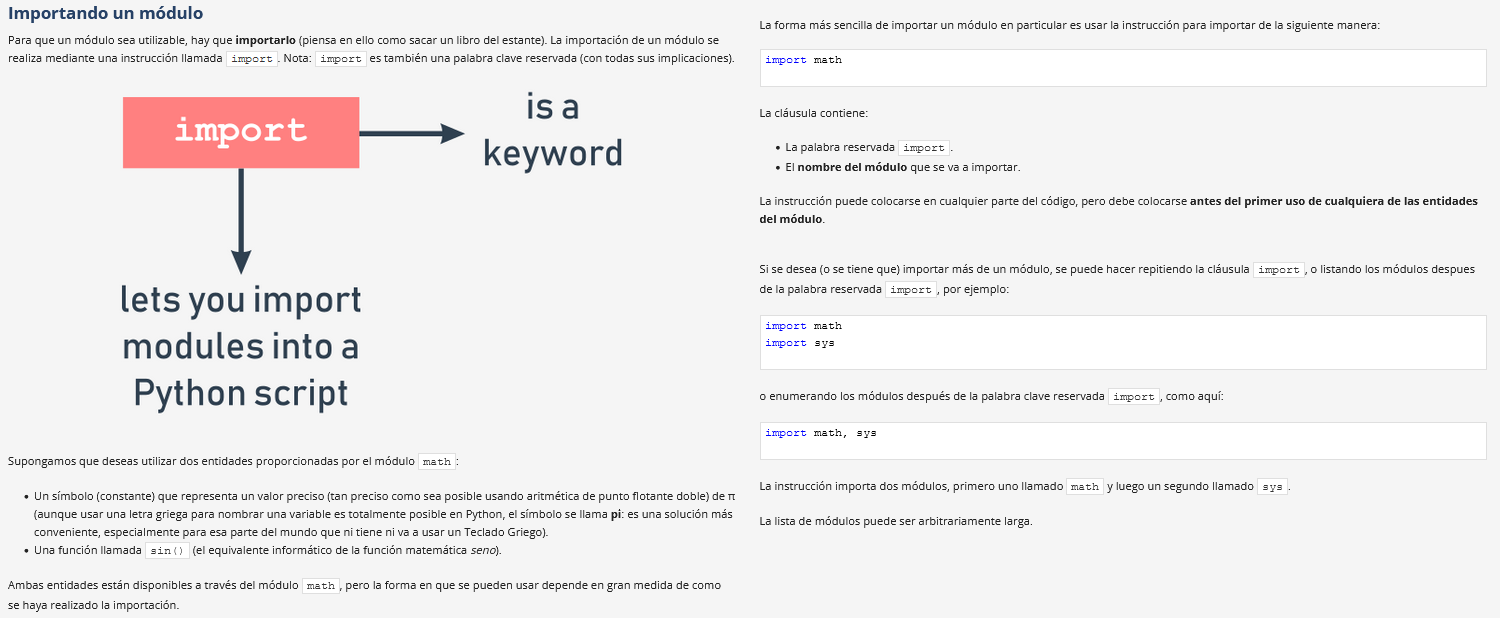 Importando un módulo
Para que un módulo sea utilizable, hay que importarlo (piensa en ello como sacar un libro del estante). La importación de un módulo se
realiza mediante una instrucción llamada import. Nota: import es también una palabra clave reservada (con todas sus implicaciones).
import
is a
keyword
lets you import
modules into a
Python script
Supongamos que deseas utilizar dos entidades proporcionadas por el módulo math:
• Un símbolo (constante) que representa un valor preciso (tan preciso como sea posible usando aritmética de punto flotante doble) de π
(aunque usar una letra griega para nombrar una variable es totalmente posible en Python, el símbolo se llama pi: es una solución más
conveniente, especialmente para esa parte del mundo que ni tiene ni va a usar un Teclado Griego).
• Una función llamada sin() (el equivalente informático de la función matemática seno).
Ambas entidades están disponibles a través del módulo math, pero la forma en que se pueden usar depende en gran medida de como
se haya realizado la importación.
La forma más sencilla de importar un módulo en particular es usar la instrucción para importar de la siguiente manera:
import math
La cláusula contiene:
• La palabra reservada import.
• El nombre del módulo que se va a importar.
La instrucción puede colocarse en cualquier parte del código, pero debe colocarse antes del primer uso de cualquiera de las entidades
del módulo.
Si se desea (o se tiene que) importar más de un módulo, se puede hacer repitiendo la cláusula import, o listando los módulos despues
de la palabra reservada import, por ejemplo:
import math
import sys
o enumerando los módulos después de la palabra clave reservada import, como aquí:
import math, sys
La instrucción importa dos módulos, primero uno llamado math y luego un segundo llamado sys.
La lista de módulos puede ser arbitrariamente larga.